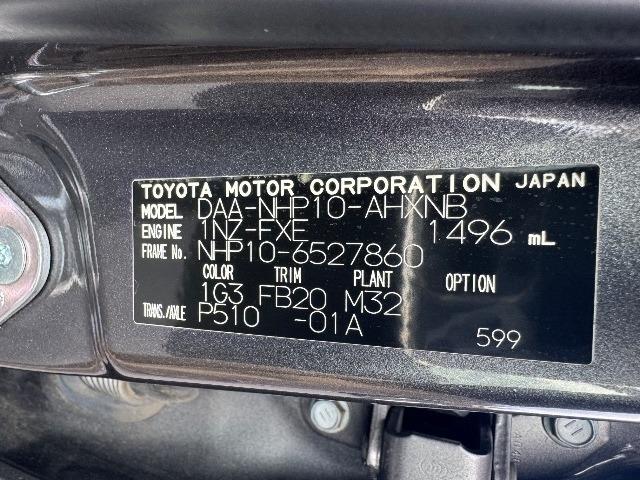 TOYOTA MOTOR CORPORATION JAPAN
MODEL DAA-NHP10-AHXNB
ENGINE 1NZ-FXE 1496 mL
FRAME No. NHP10-6527860
COLOR TRIM PLANT OPTION
1G3 FB20 M32
TRANS./AXLE P510 -01A
599